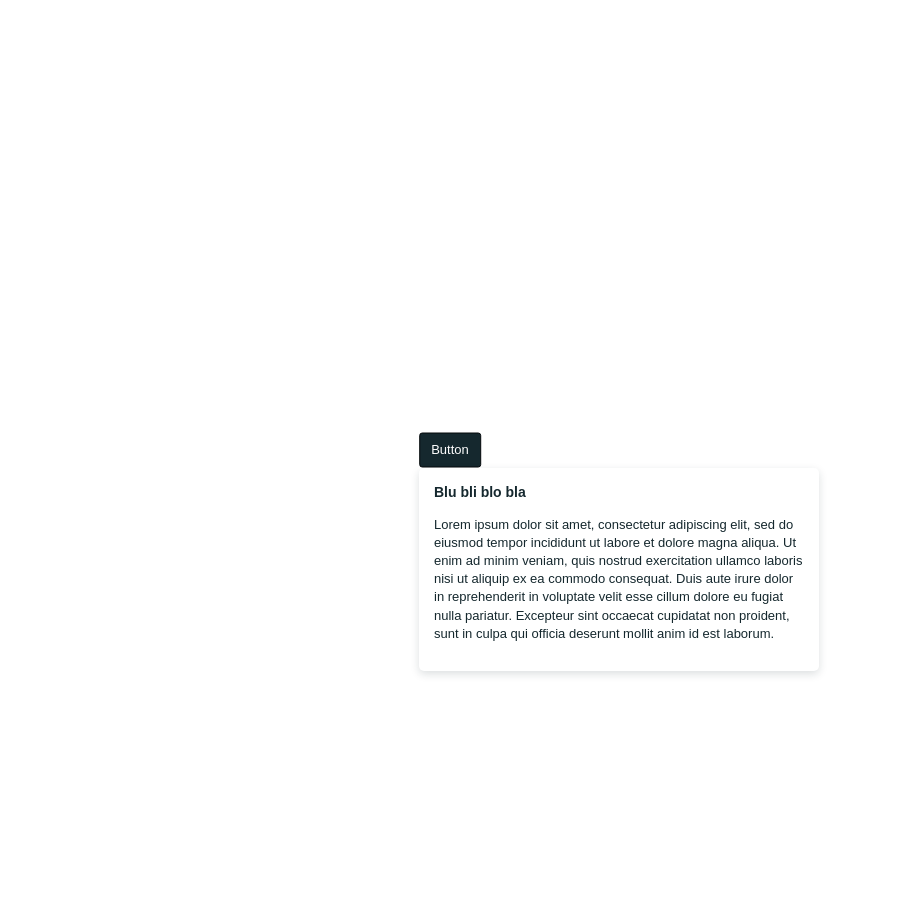 Button
Blu bli blo bla
Lorem ipsum dolor sit amet, consectetur adipiscing elit, sed do
eiusmod tempor incididunt ut labore et dolore magna aliqua. Ut
enim ad minim veniam, quis nostrud exercitation ullamco laboris
nisi ut aliquip ex ea commodo consequat. Duis aute irure dolor
in reprehenderit in voluptate velit esse cillum dolore eu fugiat
nulla pariatur. Excepteur sint occaecat cupidatat non proident,
sunt in culpa qui officia deserunt mollit anim id est laborum.